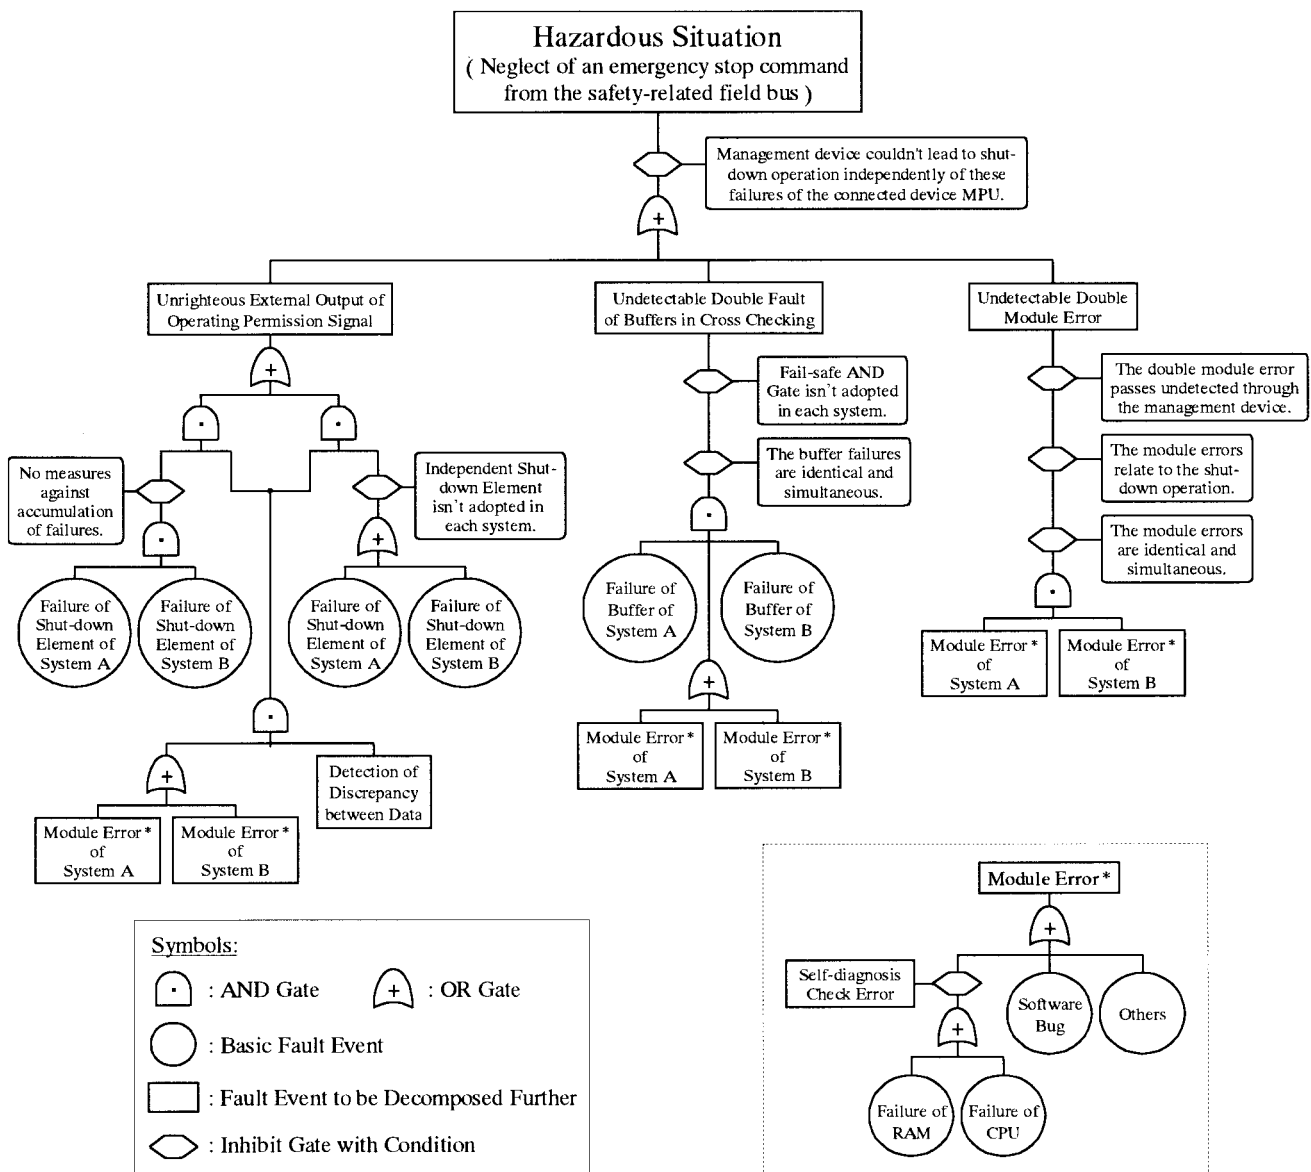 Hazardous Situation
( Neglect of an emergency stop command
from the safety-related field bus )
Management device couldn't lead to shut-
down operation independently of these
failures of the connected device MPU.
+
Unrighteous External Output of
Operating Permission Signal
+
No measures
against
accumulation
of failures.
Independent Shut-
down Element
isn't adopted in
each system.
+
Failure of
Shut-down
Element of
System A
Failure of
Shut-down
Element of
System B
Failure of
Shut-down
Element of
System A
Failure of
Shut-down
Element of
System B
+
Detection of
Discrepancy
between Data
Module Error *
of
System A
Module Error *
of
System B
Undetectable Double Fault
of Buffers in Cross Checking
Fail-safe AND
Gate isn't adopted
in each system.
The buffer failures
are identical and
simultaneous.
Failure of
Buffer of
System A
Failure of
Buffer of
System B
+
Module Error *
of
System A
Module Error *
of
System B
Undetectable Double
Module Error
The double module error
passes undetected through
the management device.
The module errors
relate to the shut-
down operation.
The module errors
are identical and
simultaneous.
Module Error *
of
System A
Module Error *
of
System B
Symbols:
: AND Gate
+ : OR Gate
: Basic Fault Event
: Fault Event to be Decomposed Further
: Inhibit Gate with Condition
Module Error *
+
Self-diagnosis
Check Error
+
Software
Bug
Others
Failure of
RAM
Failure of
CPU